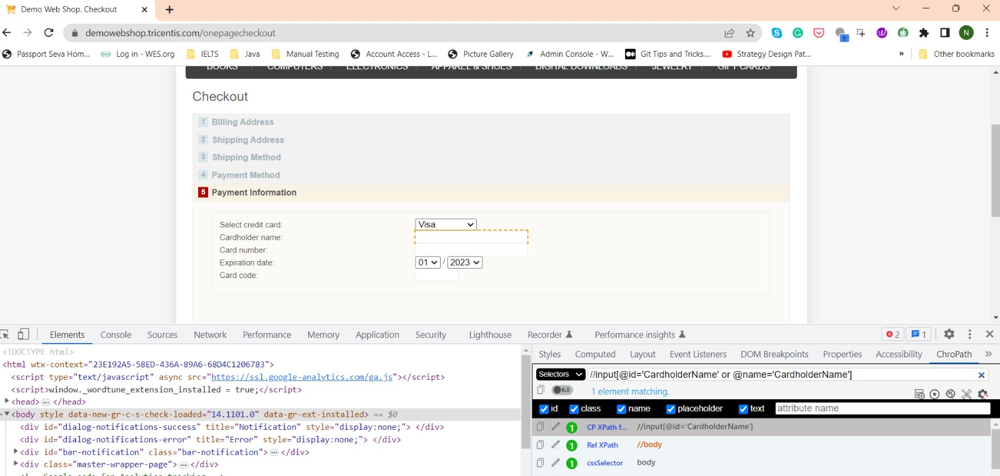 Demo Web Shop. Checkout
demowebshop.tricentis.com/onepagecheckout
N
Passport Seva Hom... Log in - WES.org IELTS Java Manual Testing Account Access - L... Picture Gallery Admin Console - W... Git Tips and Tricks.... Strategy Design Pat... » Other bookmarks
BOOKS COMPUTERS ELECTRONICS APPAREL & SHOES DIGITAL DOWNLOADS JEWELRY GIFT CARDS
Checkout
1 Billing Address
2 Shipping Address
3 Shipping Method
4 Payment Method
5 Payment Information
Select credit card: Visa
Cardholder name:
Card number:
Expiration date: 01 / 2023
Card code:
Elements Console Sources Network Performance Memory Application Security Lighthouse Recorder Performance insights 2 1
<!DOCTYPE html>
<html wtx-context="23E192A5-58ED-436A-89A6-68D4C1206783">
<script type="text/javascript" async src="https://ssl.google-analytics.com/ga.js"></script>
<script>window._wordtune_extension_installed = true;</script>
<head> … </head>
<body style data-new-gr-c-s-check-loaded="14.1101.0" data-gr-ext-installed> == $0
<div id="dialog-notifications-success" title="Notification" style="display:none;"> </div>
<div id="dialog-notifications-error" title="Error" style="display:none;"> </div>
<div id="bar-notification" class="bar-notification"> … </div>
<div class="master-wrapper-page"> … </div>
Styles Computed Layout Event Listeners DOM Breakpoints Properties Accessibility ChroPath »
Selectors //input[@id='CardholderName' or @name='CardholderName']
6.0 1 element matching.
id class name placeholder text attribute name
1 CP XPath f... //input[@id='CardholderName']
1 Rel XPath //body
1 cssSelector body